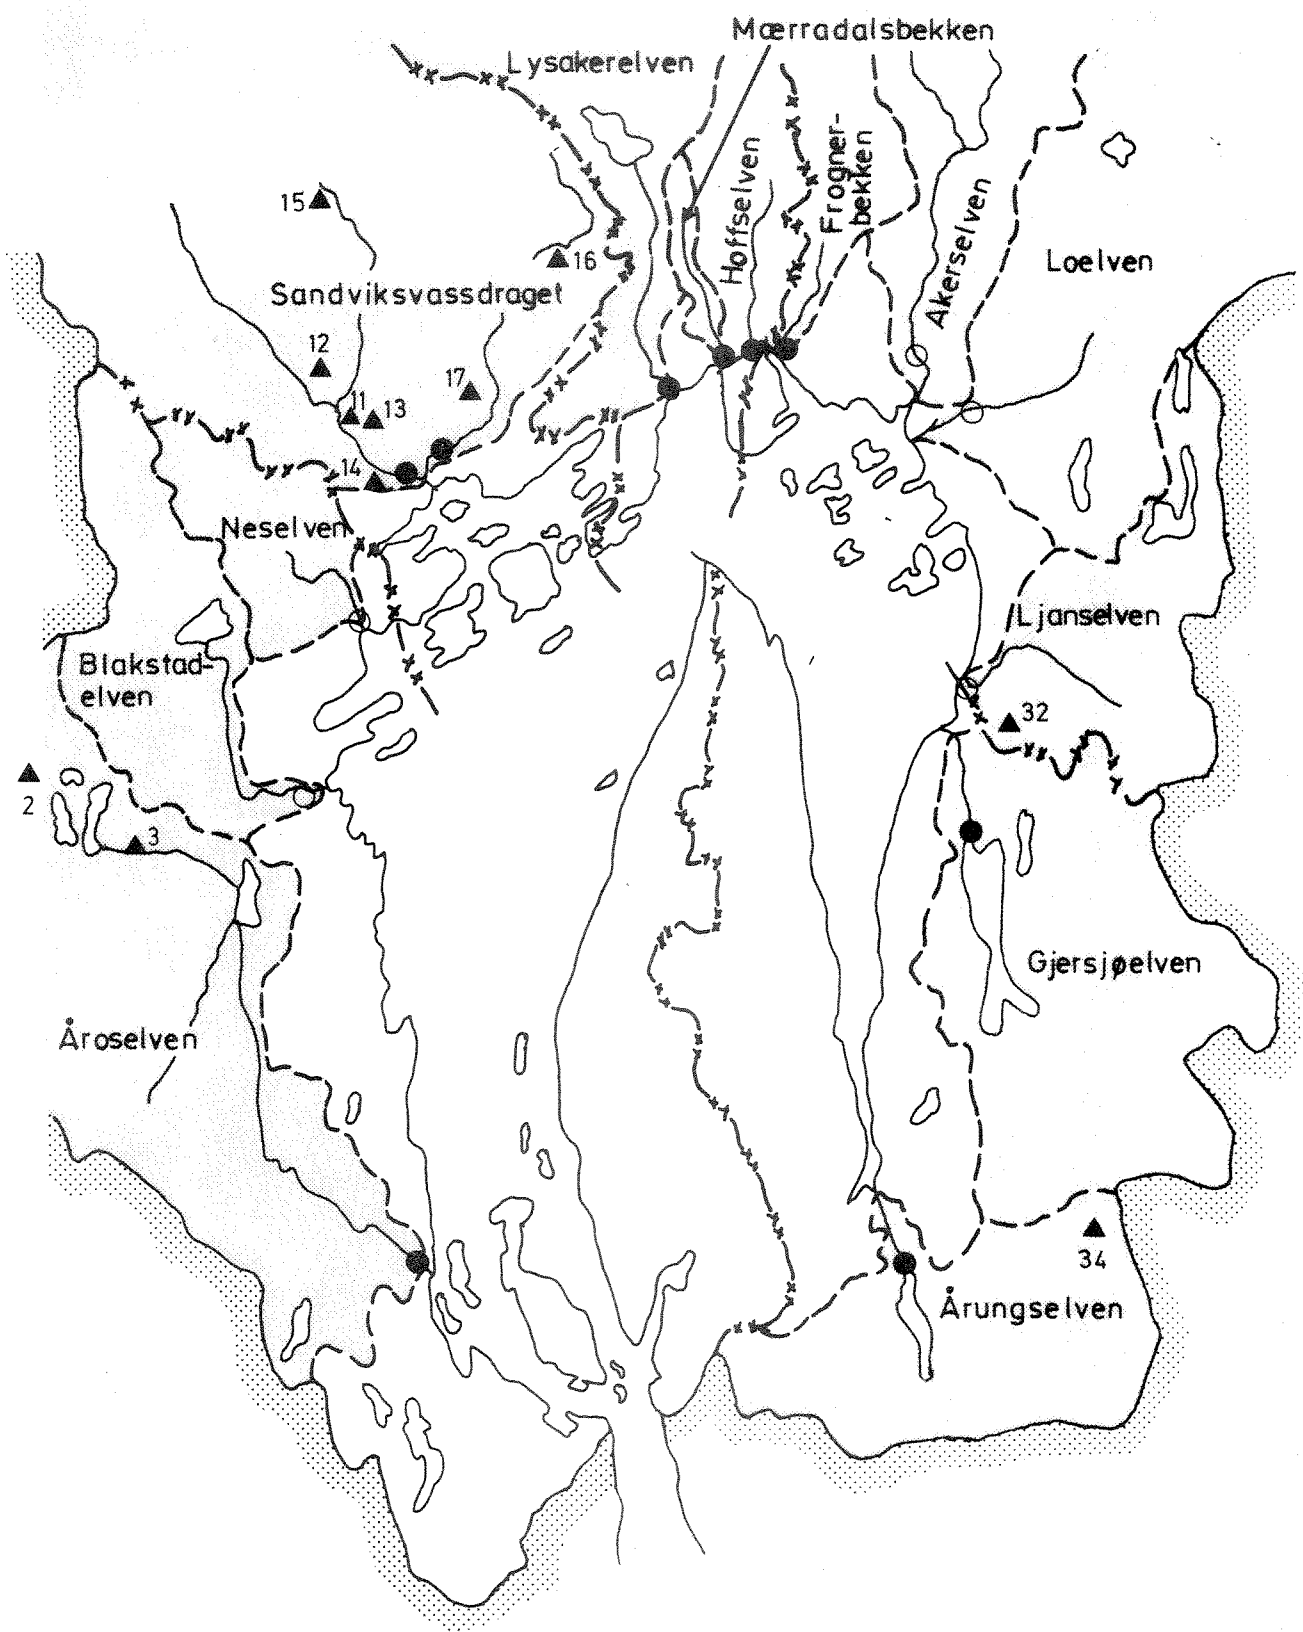 Mærradalsbekken
Lysakerelven
Hoffselven
Frogner-
bekken
Akerselven
15
16
Loelven
Sandviksvassdraget
12
17
11
13
14
Neselven
Ljanselven
Blakstad-
elven
32
2
3
Gjersjøelven
Åroselven
34
Årungselven